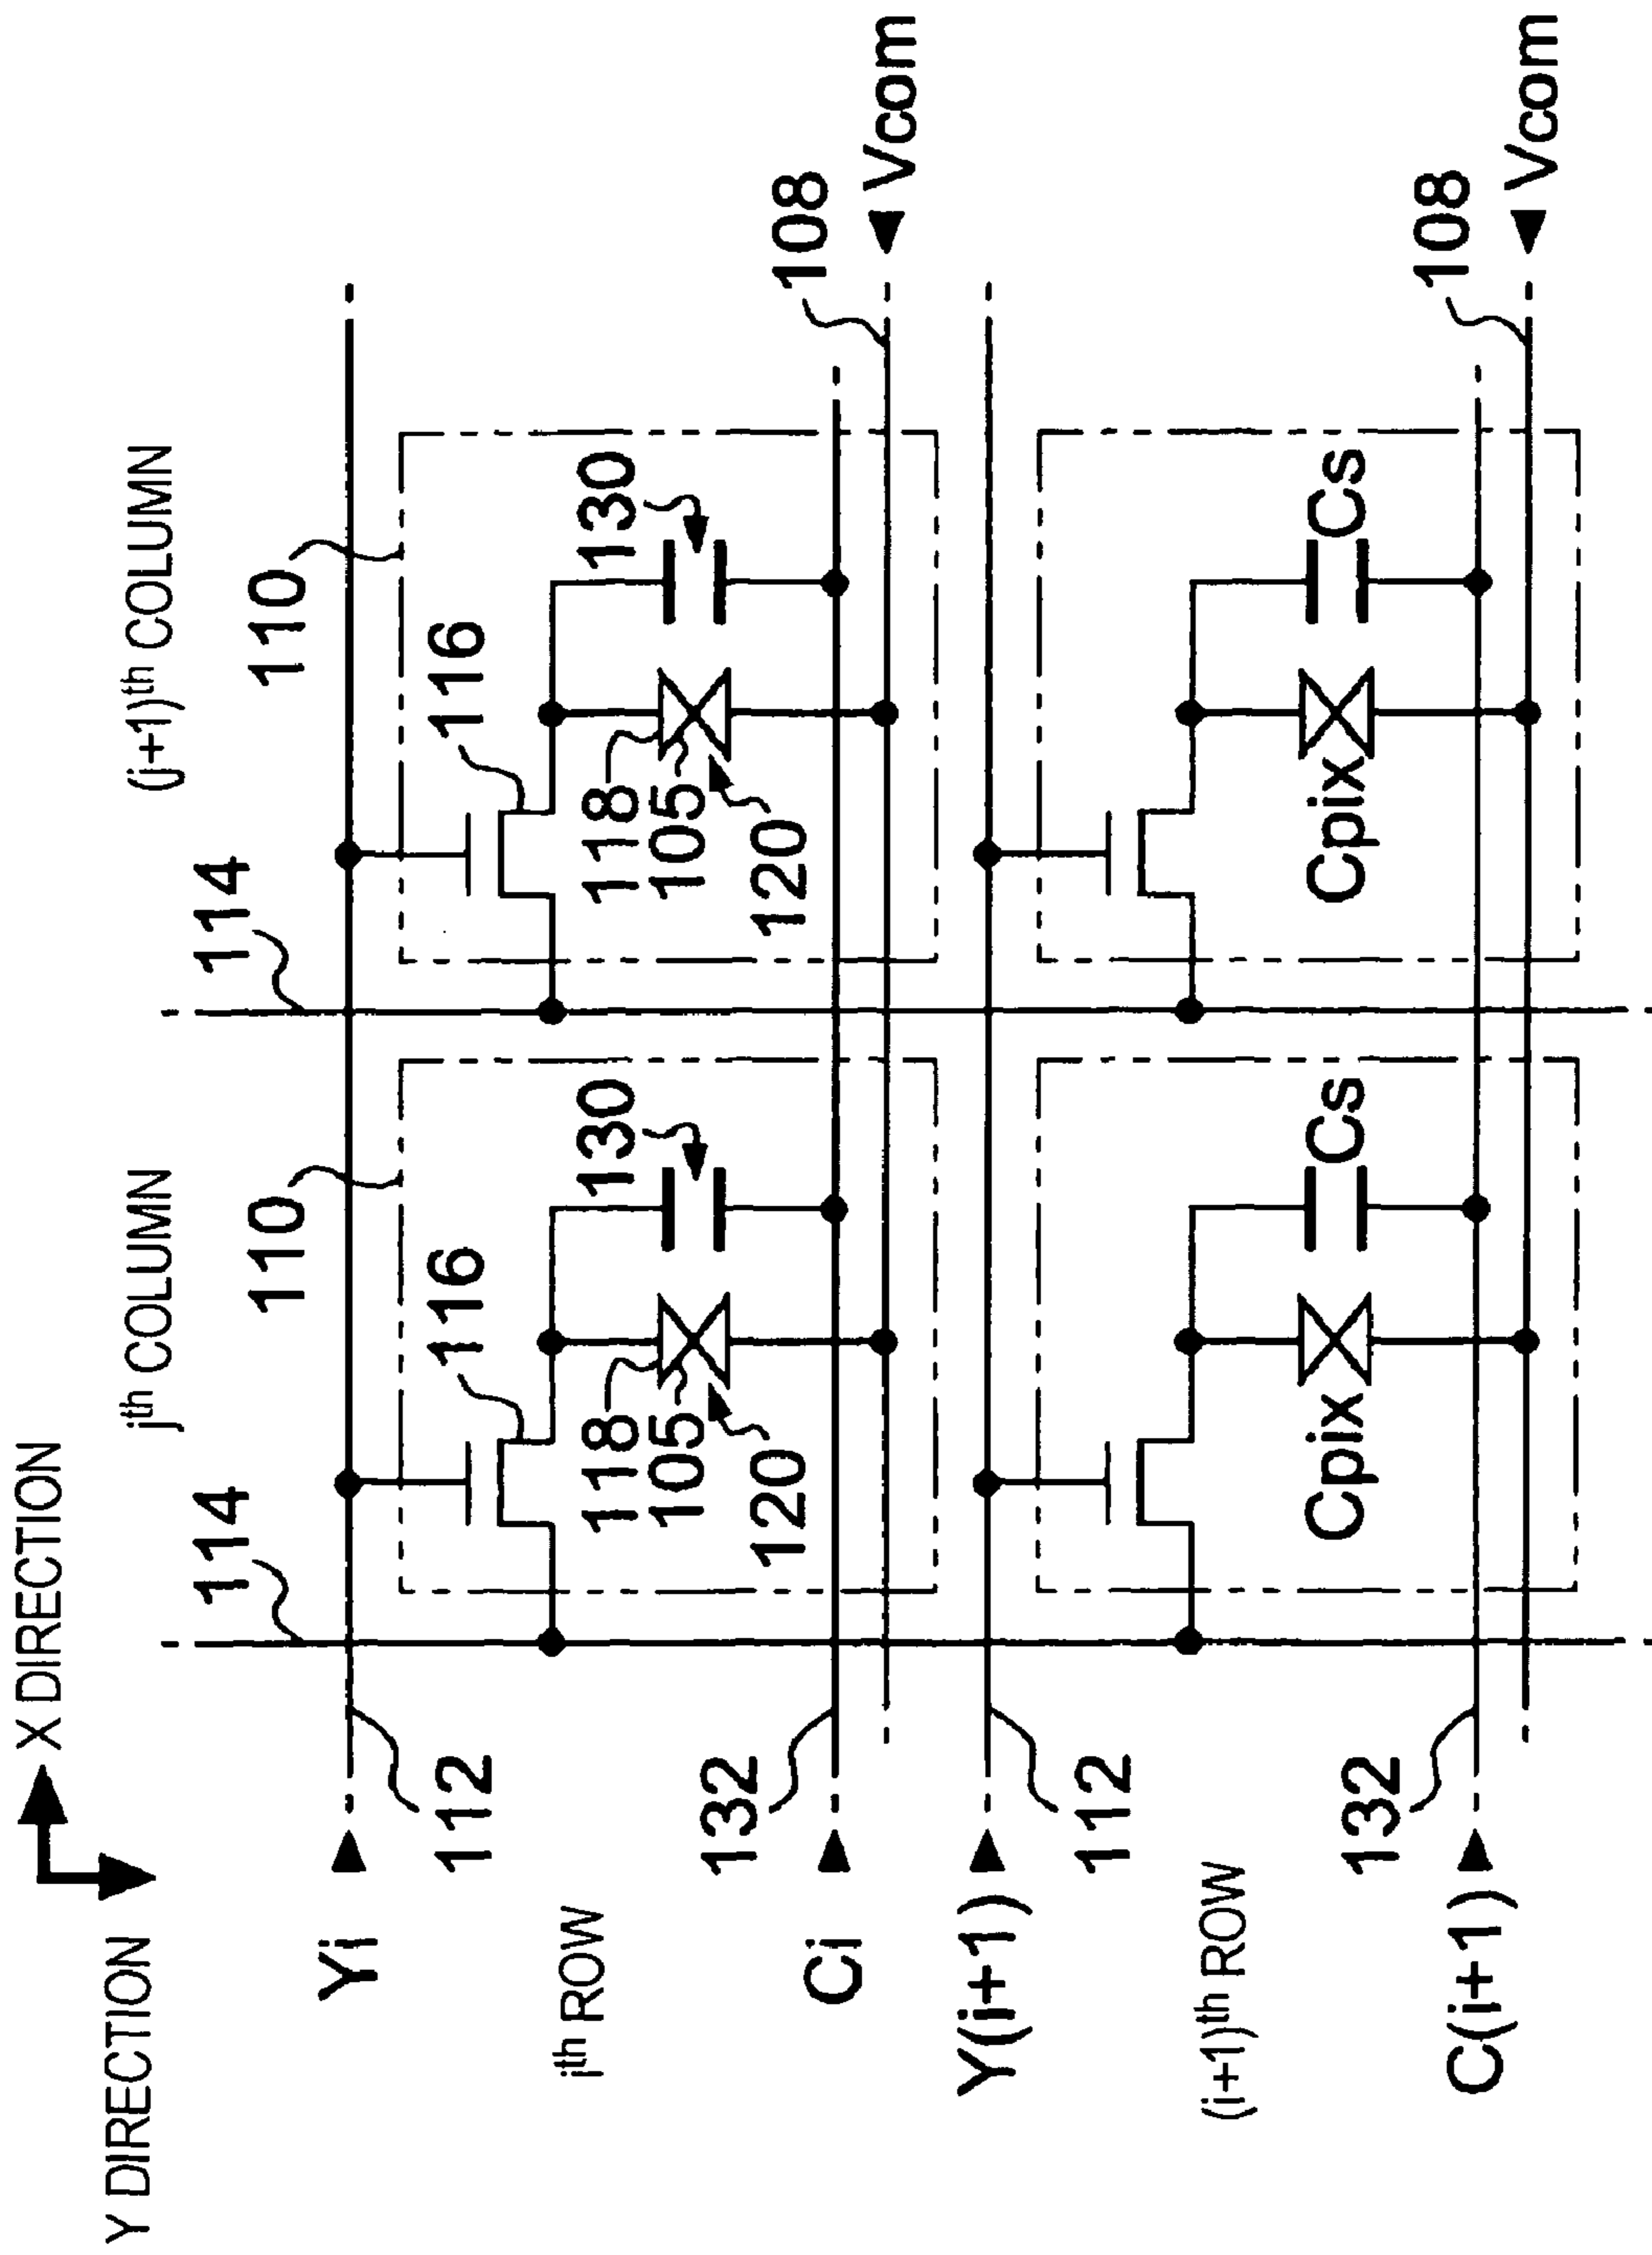 X DIRECTION
Y DIRECTION
jth COLUMN
(j+1)th COLUMN
114
110
114
110
Yi
112
116
116
ith ROW
118
105
120
130
118
105
120
130
132
Ci
108
Vcom
Y(i+1)
112
(i+1)th ROW
Cpix
Cs
Cpix
Cs
132
C(i+1)
108
Vcom